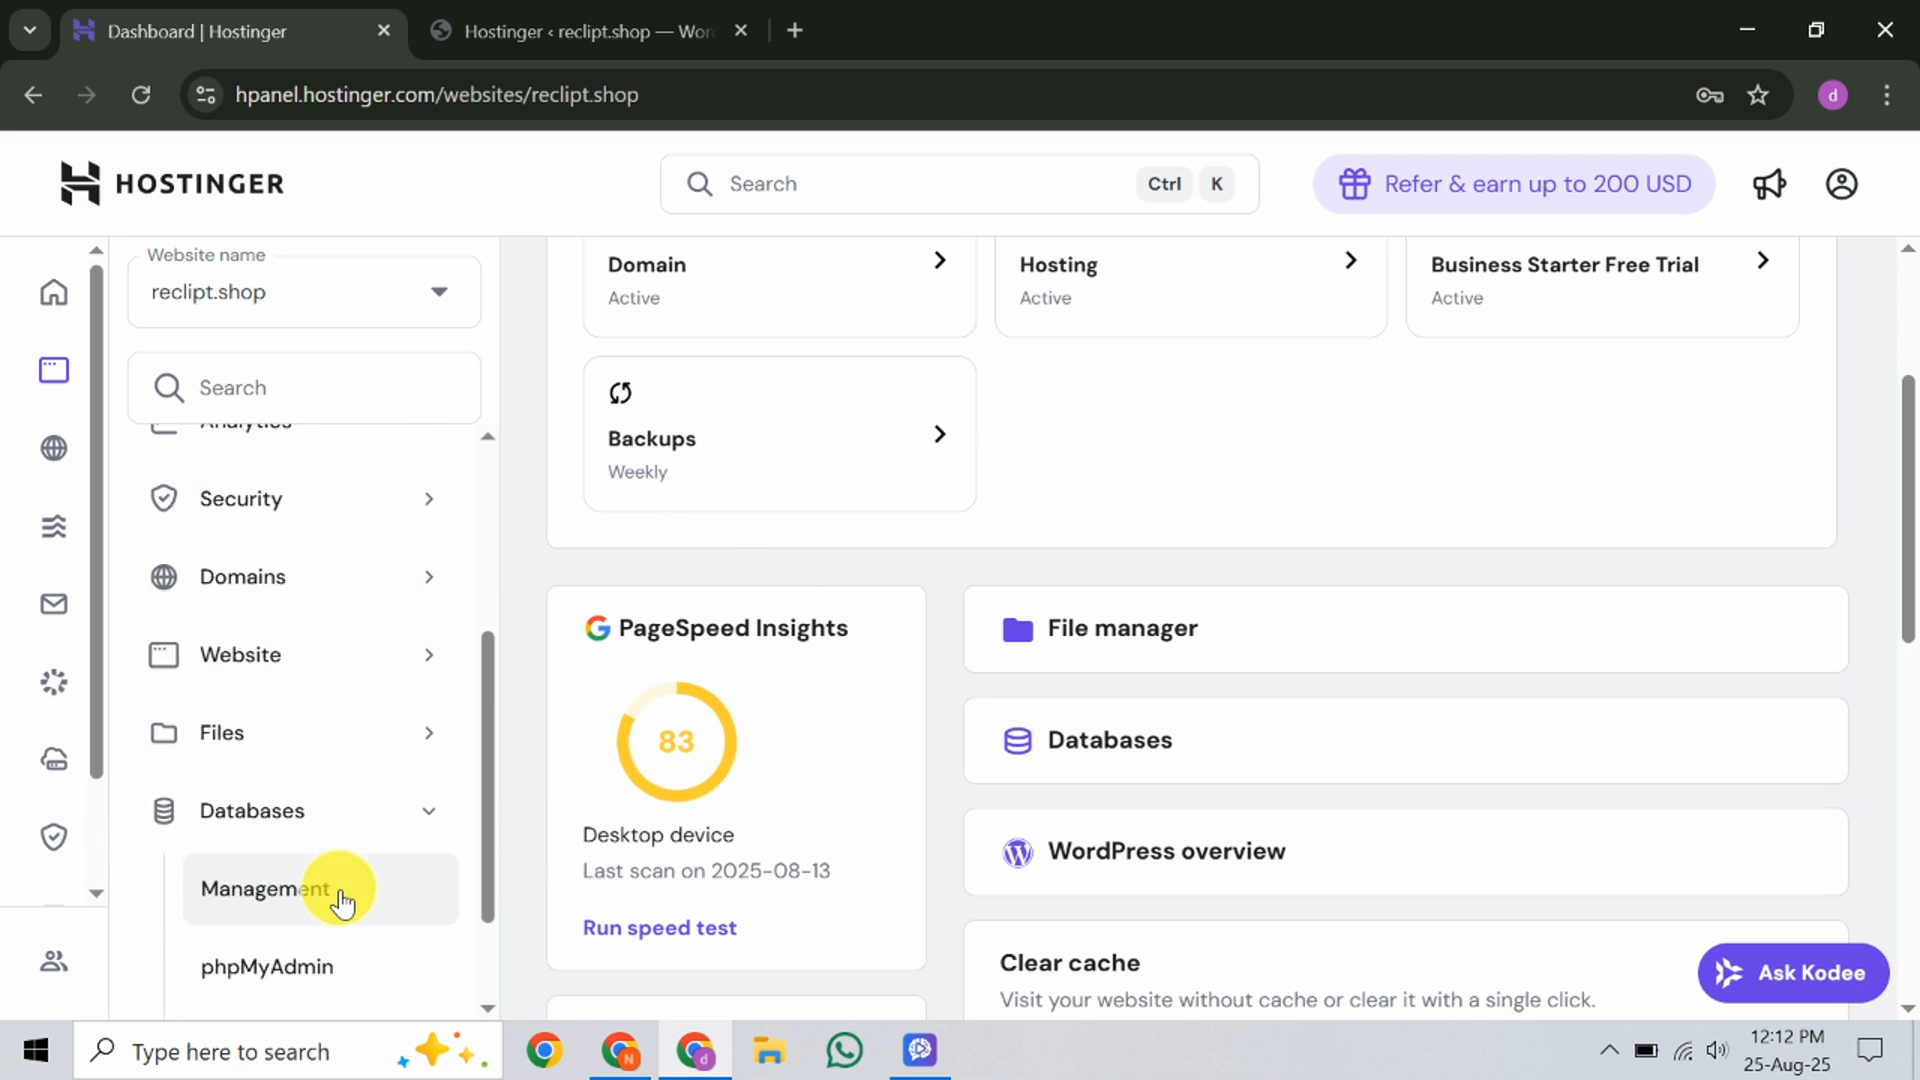 Dashboard | Hostinger
Hostinger ‹ reclipt.shop — Wor
hpanel.hostinger.com/websites/reclipt.shop
d
HOSTINGER
Search
Ctrl
K
Refer & earn up to 200 USD
Website name
reclipt.shop
Search
Analytics
Security
Domains
Website
Files
Databases
Management
phpMyAdmin
Domain
Active
Hosting
Active
Business Starter Free Trial
Active
Backups
Weekly
PageSpeed Insights
83
Desktop device
Last scan on 2025-08-13
Run speed test
File manager
Databases
WordPress overview
Clear cache
Visit your website without cache or clear it with a single click.
Ask Kodee
Type here to search
N
d
12:12 PM
25-Aug-25